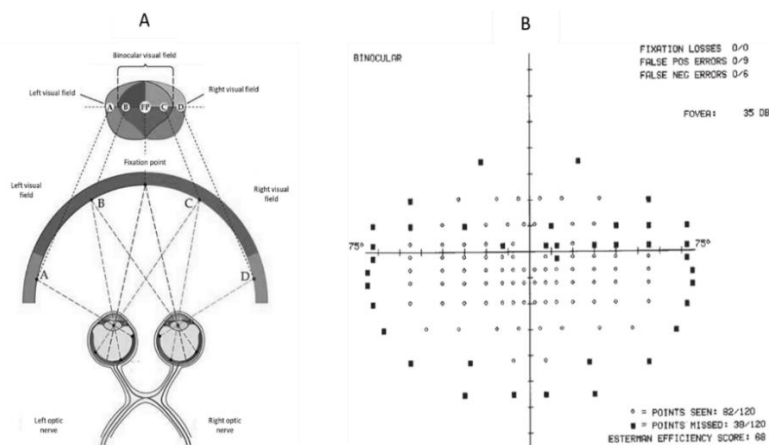 A
Binocular visual field
Left visual field
Right visual field
A B FP C D
Fixation point
Left visual
field
Right visual
field
B C
A D
Left optic
nerve
Right optic
nerve
B
BINOCULAR
FIXATION LOSSES 0/0
FALSE POS ERRORS 0/9
FALSE NEG ERRORS 0/6
FOVEA: 35 DB
75° 75°
o = POINTS SEEN: 82/120
■ = POINTS MISSED: 38/120
ESTERMAN EFFICIENCY SCORE: 68